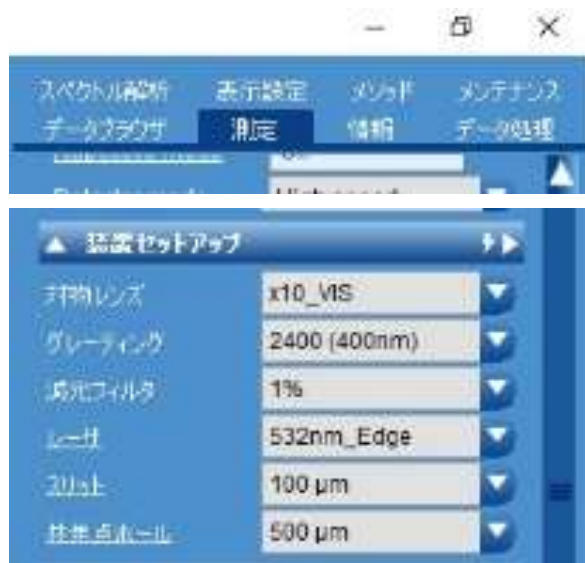 スペクトル解析 表示設定 メソッド メンテナンス
データブラウザ 測定 情報 データ処理
装置セットアップ
対物レンズ x10_VIS
グレーティング 2400 (400nm)
減光フィルタ 1%
レーザ 532nm_Edge
スリット 100 µm
共焦点ホール 500 µm